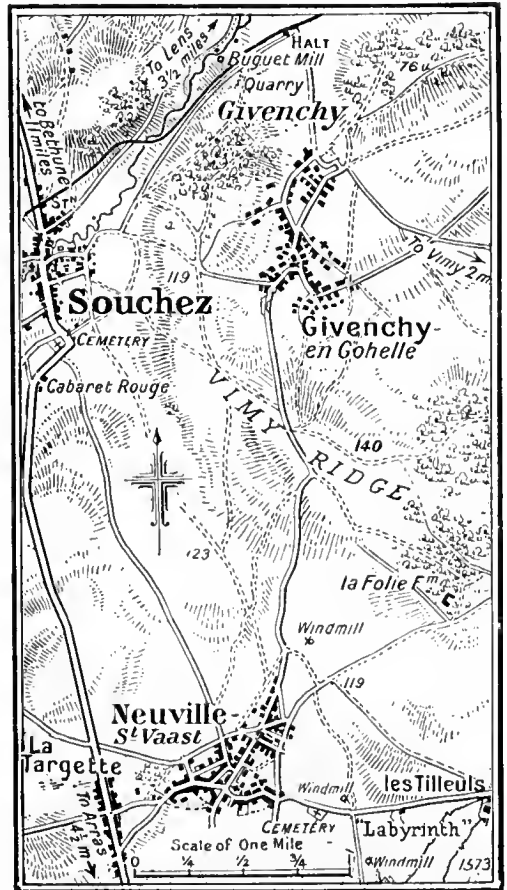 HALT
To Lens
3½ miles
Buguet Mill
76
Quarry
Givenchy
to Bethune
11 miles
To Vimy 2m
119
Souchez
CEMETERY
Givenchy-
en Gohelle
Cabaret Rouge
VIMY RIDGE
140
123
la Folie Fm
Windmill
119
Neuville-
St Vaast
La
Targette
To Arras
4½ m
Windmill
les Tilleuls
CEMETERY
"Labyrinth"
Scale of One Mile
0 ¼ ½ ¾ 1
Windmill
1573